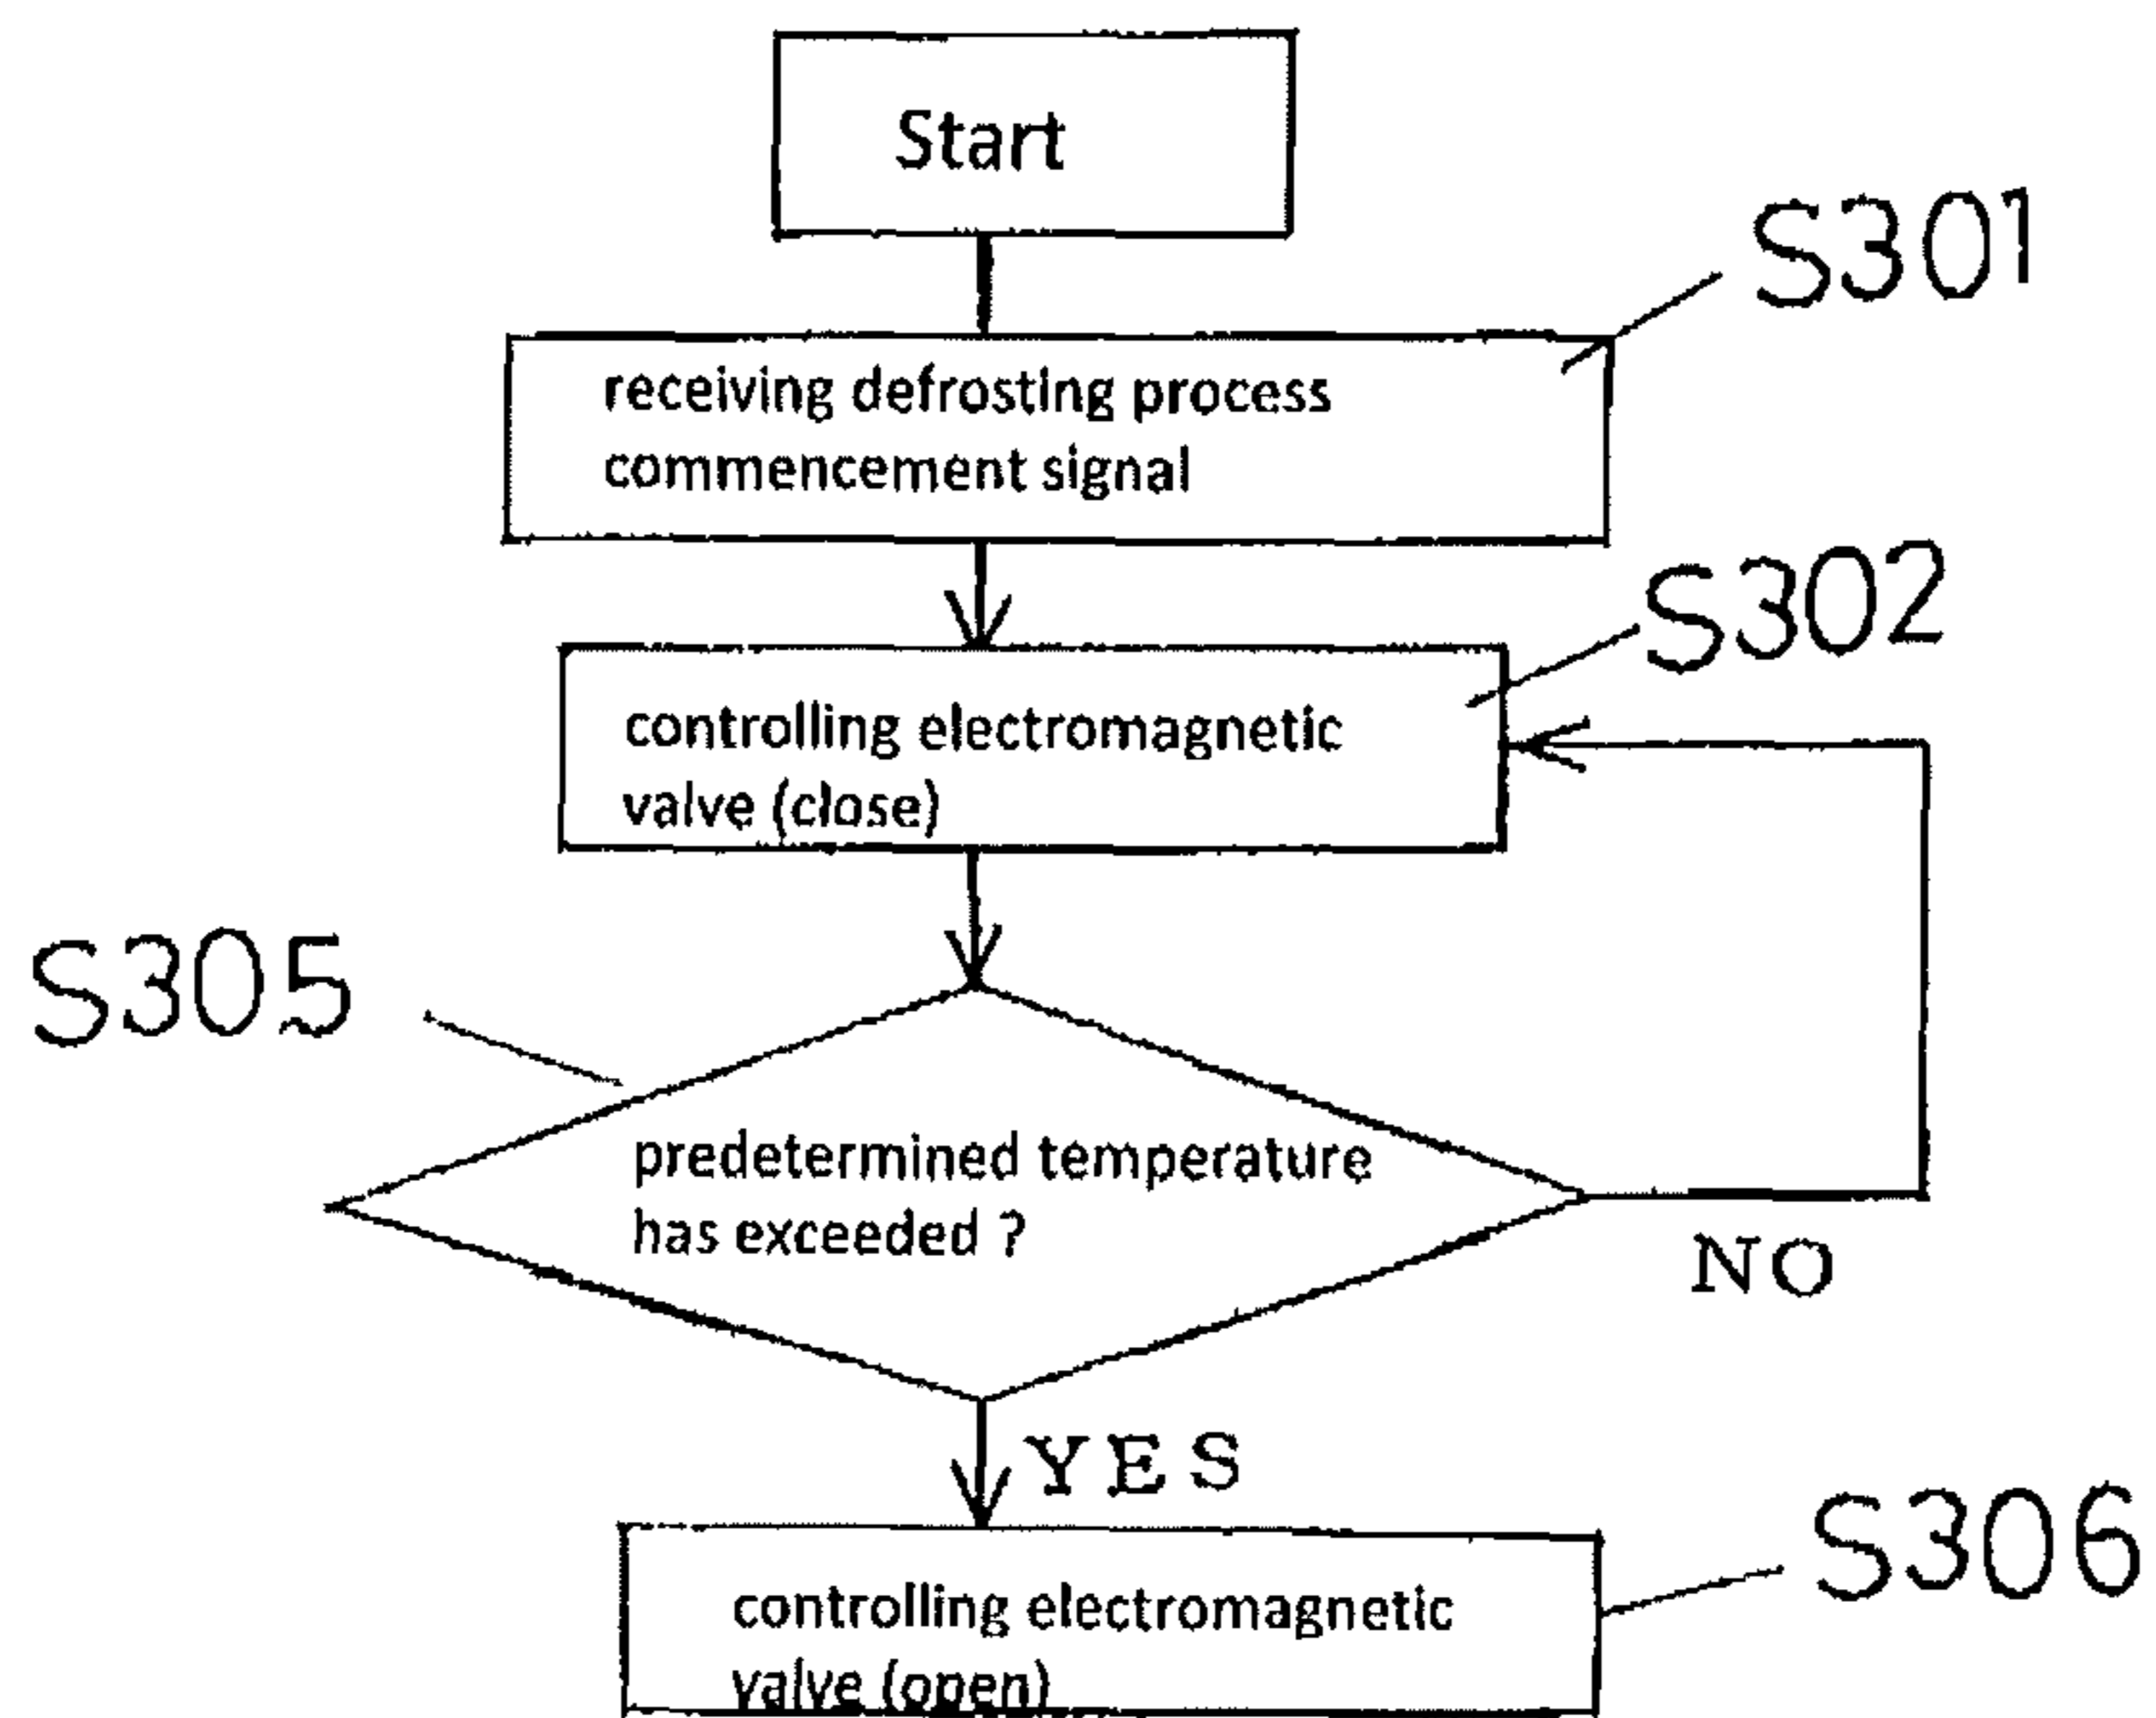 Start
S301
receiving defrosting process
commencement signal
S302
controlling electromagnetic
valve (close)
S305
predetermined temperature
has exceeded ?
NO
YES
S306
controlling electromagnetic
valve (open)